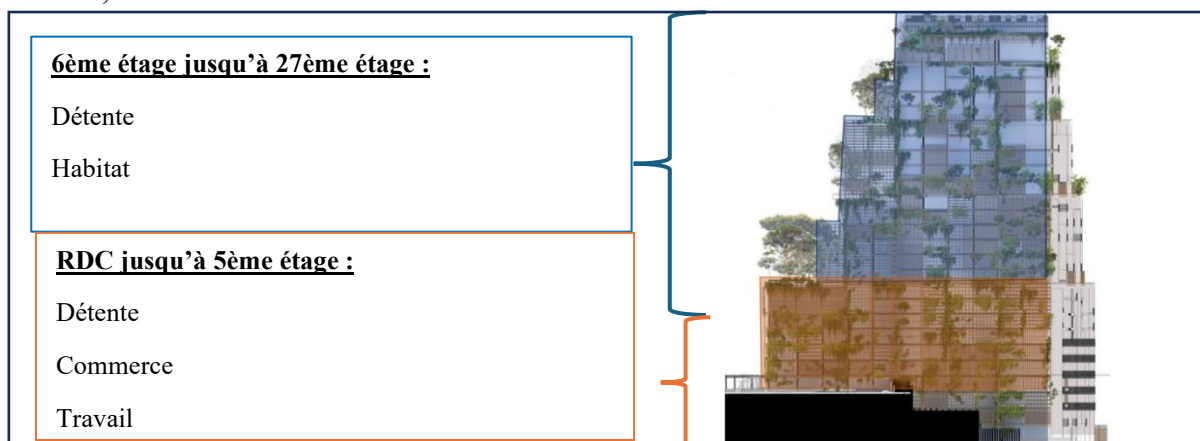 6ème étage jusqu’à 27ème étage :
Détente
Habitat
RDC jusqu’à 5ème étage :
Détente
Commerce
Travail